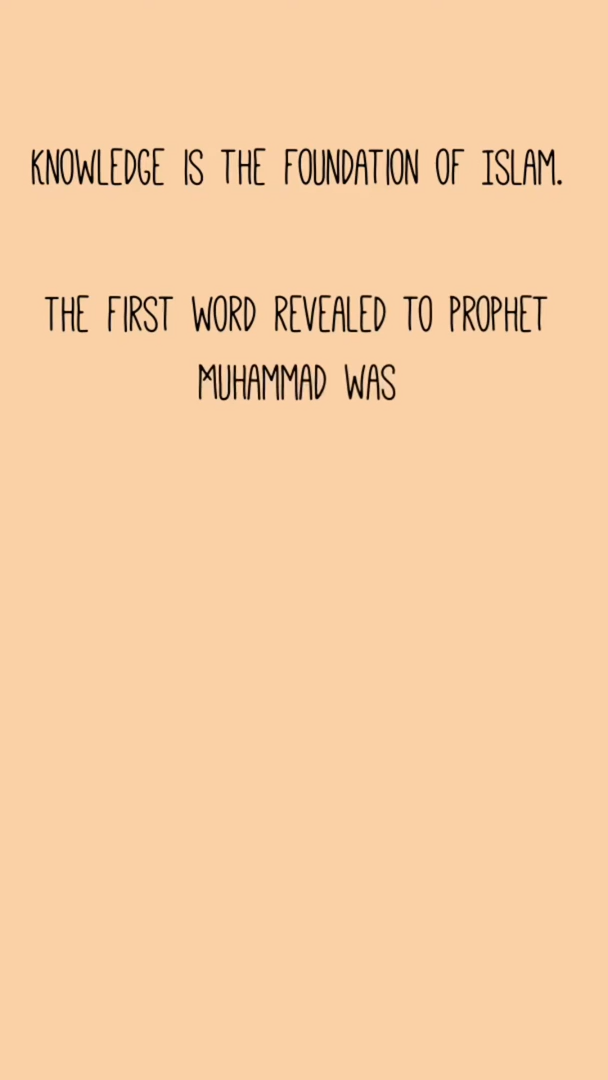 KNOWLEDGE IS THE FOUNDATION OF ISLAM.
THE FIRST WORD REVEALED TO PROPHET
MUHAMMAD WAS